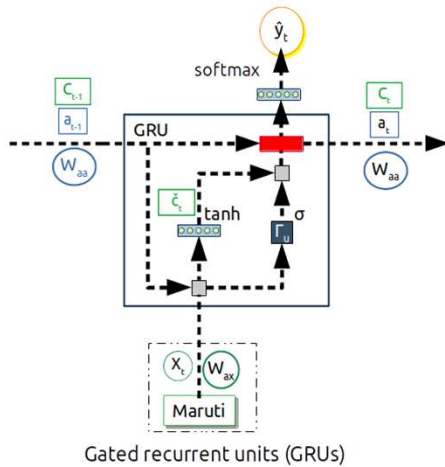 ŷt
softmax
Ct-1
Ct
at-1
GRU
at
Waa
Waa
c̃t
tanh
σ
Γu
Xt
Wax
Maruti
Gated recurrent units (GRUs)